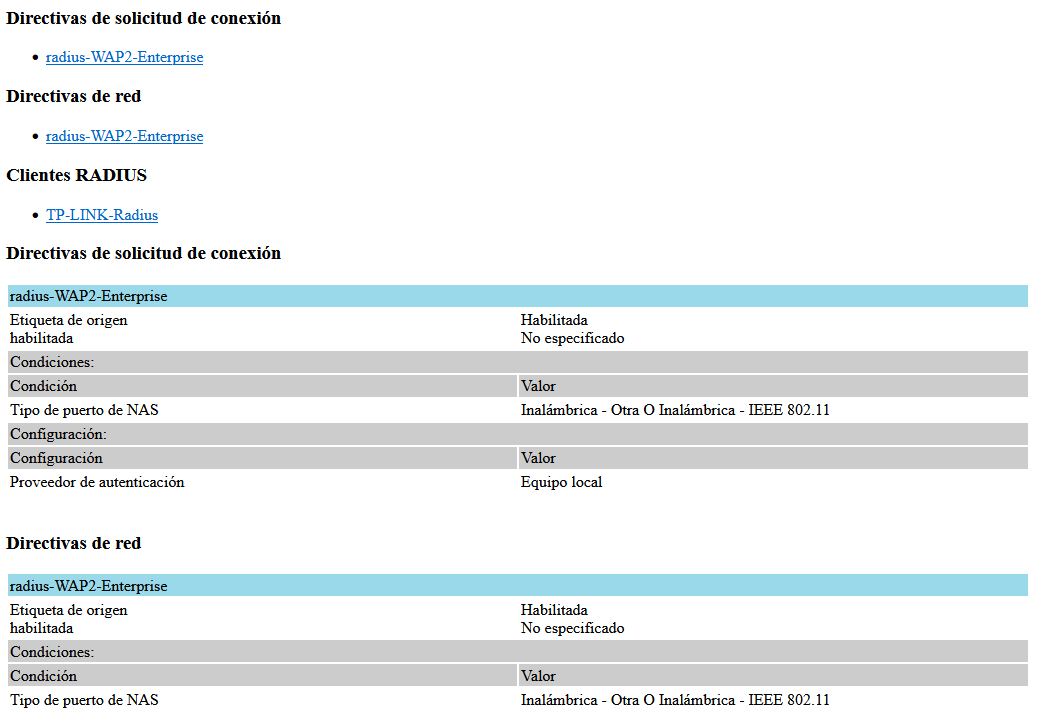 Directivas de solicitud de conexión
radius-WAP2-Enterprise
Directivas de red
radius-WAP2-Enterprise
Clientes RADIUS
TP-LINK-Radius
Directivas de solicitud de conexión
radius-WAP2-Enterprise
Etiqueta de origen Habilitada
habilitada No especificado
Condiciones:
Condición Valor
Tipo de puerto de NAS Inalámbrica - Otra O Inalámbrica - IEEE 802.11
Configuración:
Configuración Valor
Proveedor de autenticación Equipo local
Directivas de red
radius-WAP2-Enterprise
Etiqueta de origen Habilitada
habilitada No especificado
Condiciones:
Condición Valor
Tipo de puerto de NAS Inalámbrica - Otra O Inalámbrica - IEEE 802.11